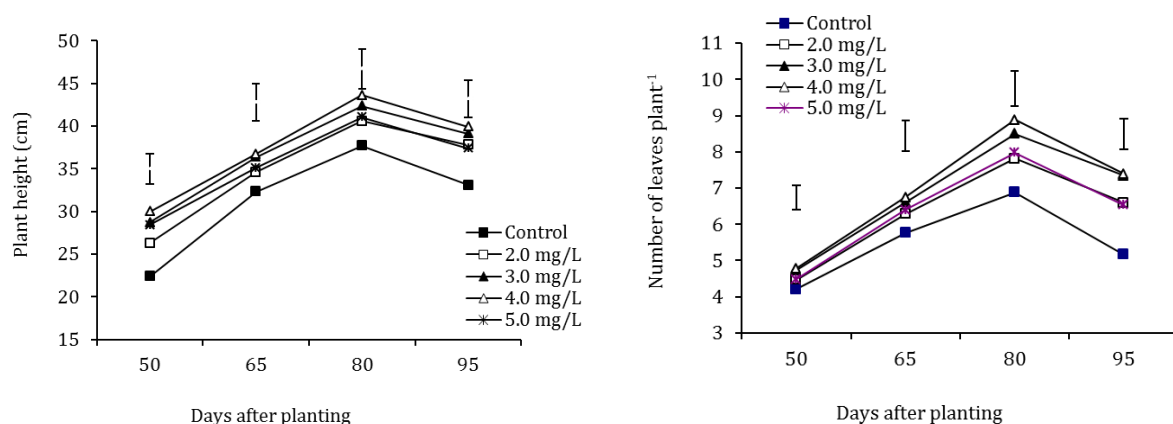 50
45
40
35
30
25
20
15
Plant height (cm)
Control
2.0 mg/L
3.0 mg/L
4.0 mg/L
5.0 mg/L
50 65 80 95
Days after planting
Control
2.0 mg/L
3.0 mg/L
4.0 mg/L
5.0 mg/L
11
10
9
8
7
6
5
4
3
Number of leaves plant⁻¹
50 65 80 95
Days after planting